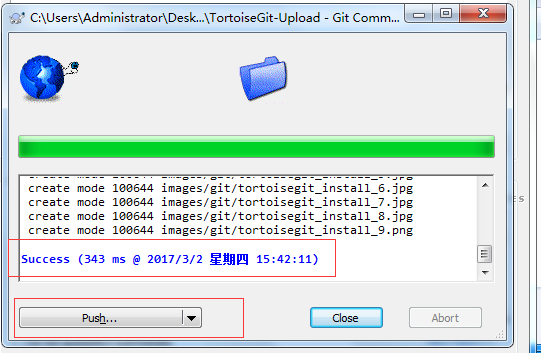 C:\Users\Administrator\Desk...\TortoiseGit-Upload - Git Comm...
create mode 100644 images/git/tortoisegit_install_6.jpg
create mode 100644 images/git/tortoisegit_install_7.jpg
create mode 100644 images/git/tortoisegit_install_8.jpg
create mode 100644 images/git/tortoisegit_install_9.png
Success (343 ms @ 2017/3/2 星期四 15:42:11)
Push...
Close
Abort